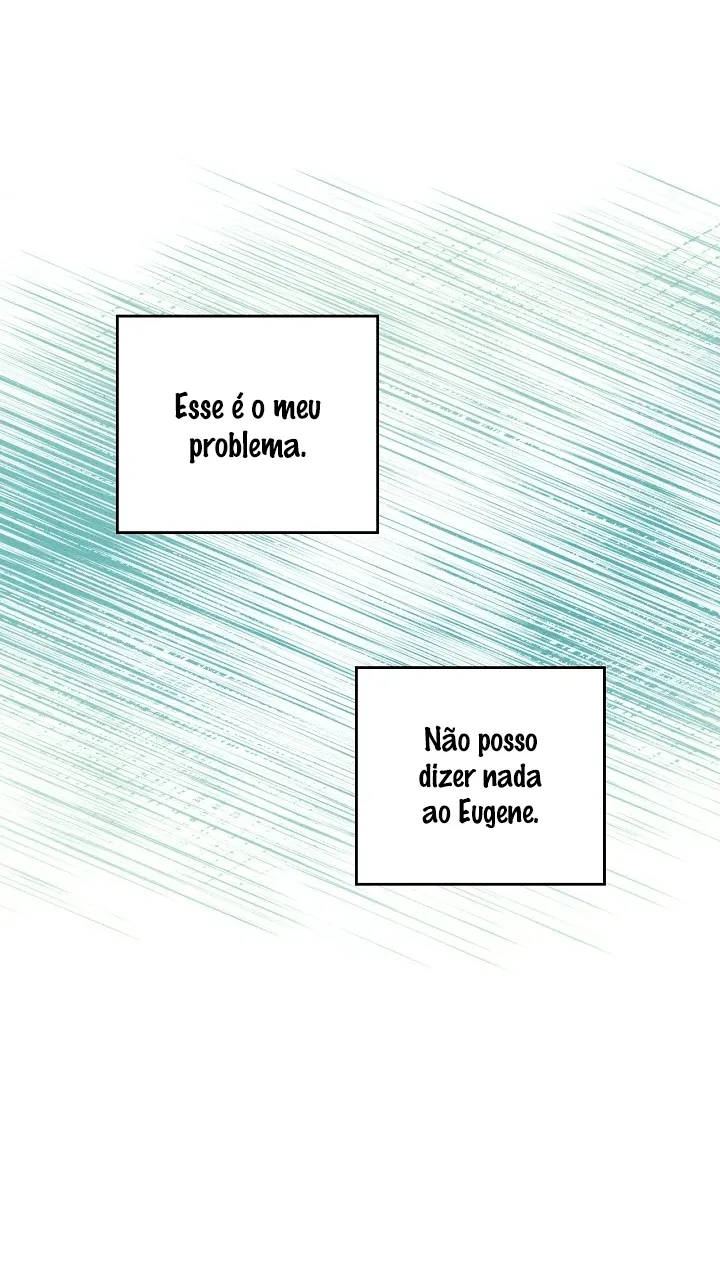 Esse é o meu
problema.
Não posso
dizer nada
ao Eugene.